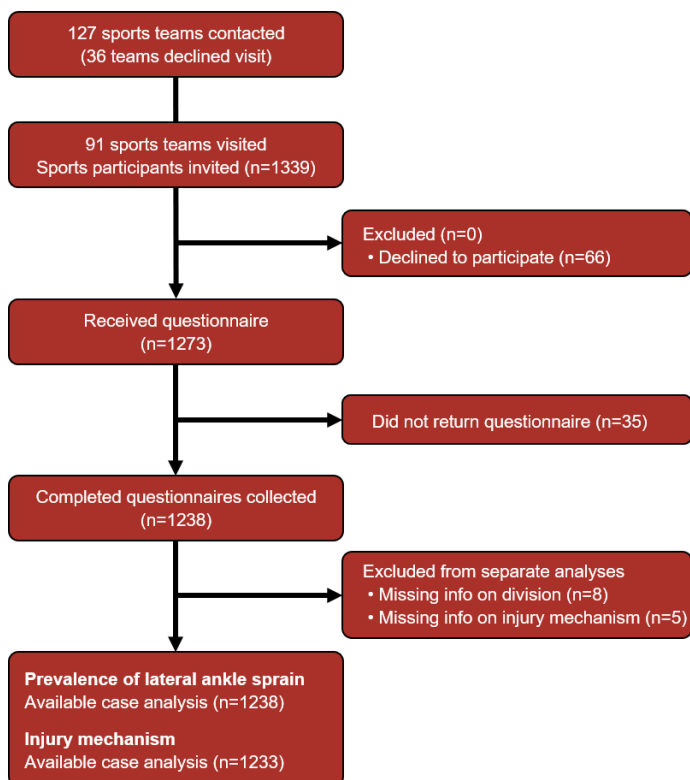 127 sports teams contacted
(36 teams declined visit)
91 sports teams visited
Sports participants invited (n=1339)
Excluded (n=0)
• Declined to participate (n=66)
Received questionnaire
(n=1273)
Did not return questionnaire (n=35)
Completed questionnaires collected
(n=1238)
Excluded from separate analyses
• Missing info on division (n=8)
• Missing info on injury mechanism (n=5)
Prevalence of lateral ankle sprain
Available case analysis (n=1238)
Injury mechanism
Available case analysis (n=1233)